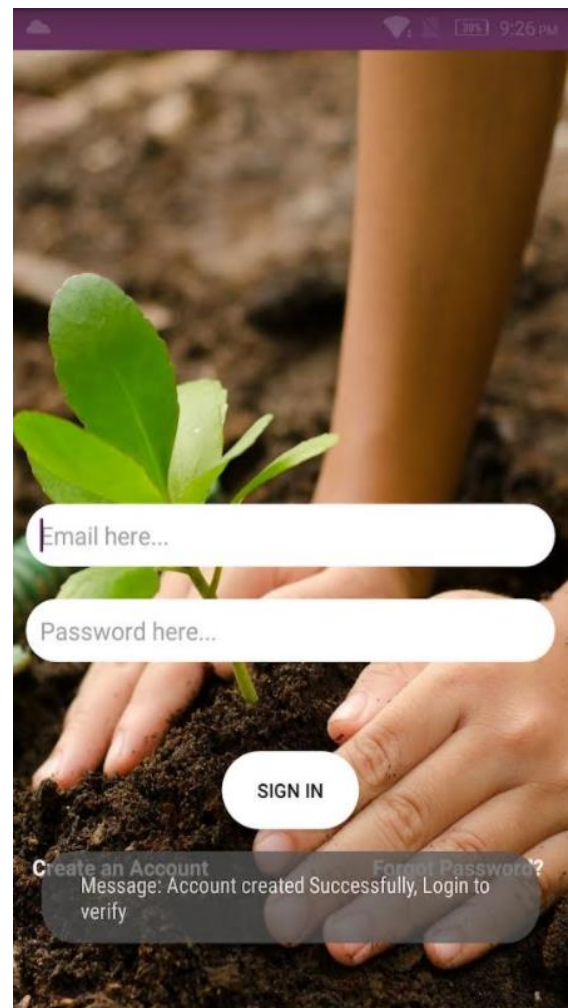 30% 9:26 PM
Email here...
Password here...
SIGN IN
Create an Account Forgot Password?
Message: Account created Successfully, Login to
verify